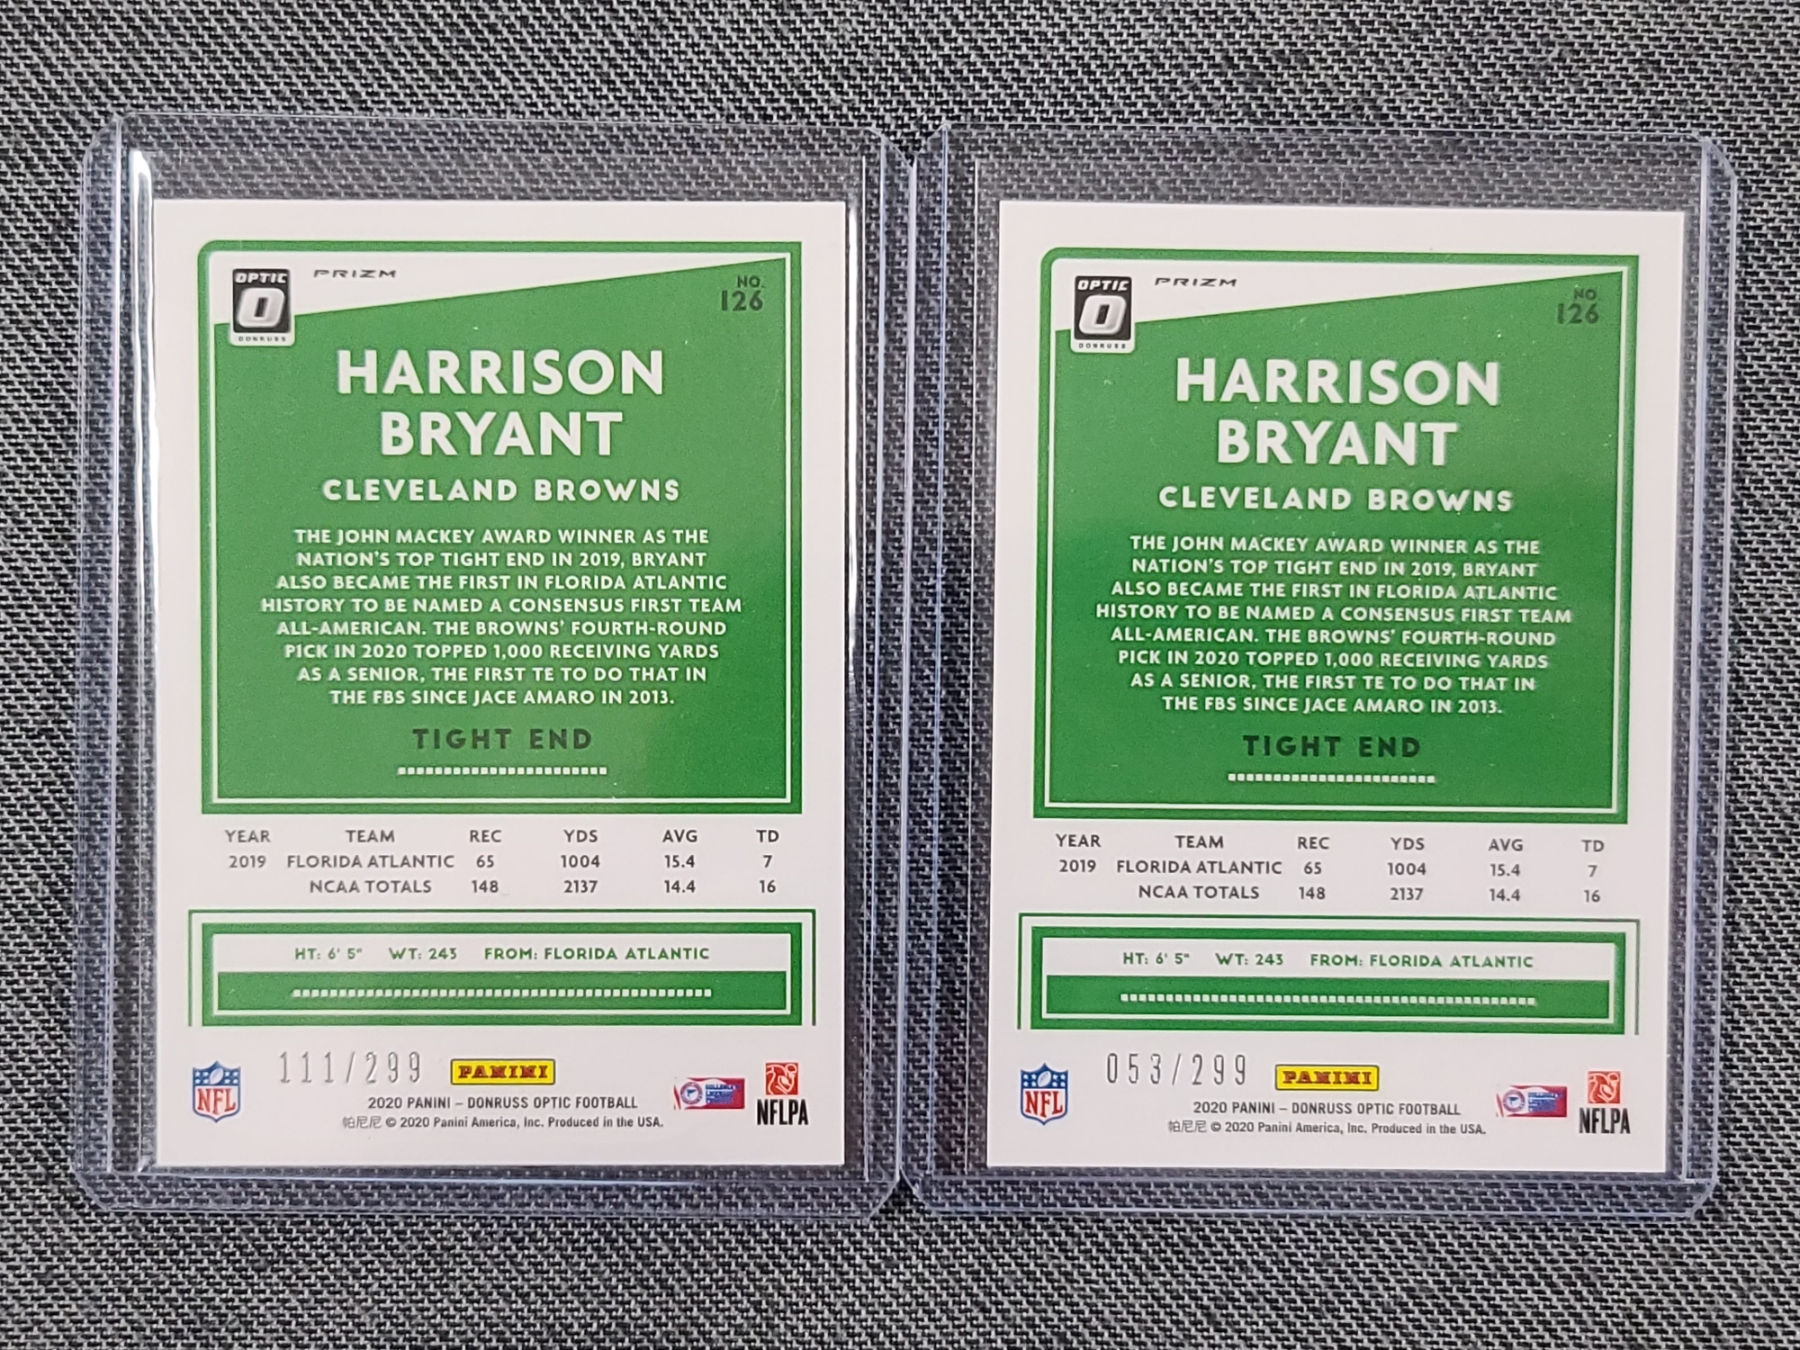 OPTIC
DONRUSS
PRIZM
NO.
126
HARRISON
BRYANT
CLEVELAND BROWNS
THE JOHN MACKEY AWARD WINNER AS THE
NATION'S TOP TIGHT END IN 2019, BRYANT
ALSO BECAME THE FIRST IN FLORIDA ATLANTIC
HISTORY TO BE NAMED A CONSENSUS FIRST TEAM
ALL-AMERICAN. THE BROWNS' FOURTH-ROUND
PICK IN 2020 TOPPED 1,000 RECEIVING YARDS
AS A SENIOR, THE FIRST TE TO DO THAT IN
THE FBS SINCE JACE AMARO IN 2013.
TIGHT END
YEAR TEAM REC YDS AVG TD
2019 FLORIDA ATLANTIC 65 1004 15.4 7
NCAA TOTALS 148 2137 14.4 16
HT: 6' 5" WT: 243 FROM: FLORIDA ATLANTIC
NFL
111/299
PANINI
NFLPA
2020 PANINI – DONRUSS OPTIC FOOTBALL
帕尼尼 © 2020 Panini America, Inc. Produced in the USA.
OPTIC
DONRUSS
PRIZM
NO.
126
HARRISON
BRYANT
CLEVELAND BROWNS
THE JOHN MACKEY AWARD WINNER AS THE
NATION'S TOP TIGHT END IN 2019, BRYANT
ALSO BECAME THE FIRST IN FLORIDA ATLANTIC
HISTORY TO BE NAMED A CONSENSUS FIRST TEAM
ALL-AMERICAN. THE BROWNS' FOURTH-ROUND
PICK IN 2020 TOPPED 1,000 RECEIVING YARDS
AS A SENIOR, THE FIRST TE TO DO THAT IN
THE FBS SINCE JACE AMARO IN 2013.
TIGHT END
YEAR TEAM REC YDS AVG TD
2019 FLORIDA ATLANTIC 65 1004 15.4 7
NCAA TOTALS 148 2137 14.4 16
HT: 6' 5" WT: 243 FROM: FLORIDA ATLANTIC
NFL
053/299
PANINI
NFLPA
2020 PANINI – DONRUSS OPTIC FOOTBALL
帕尼尼 © 2020 Panini America, Inc. Produced in the USA.